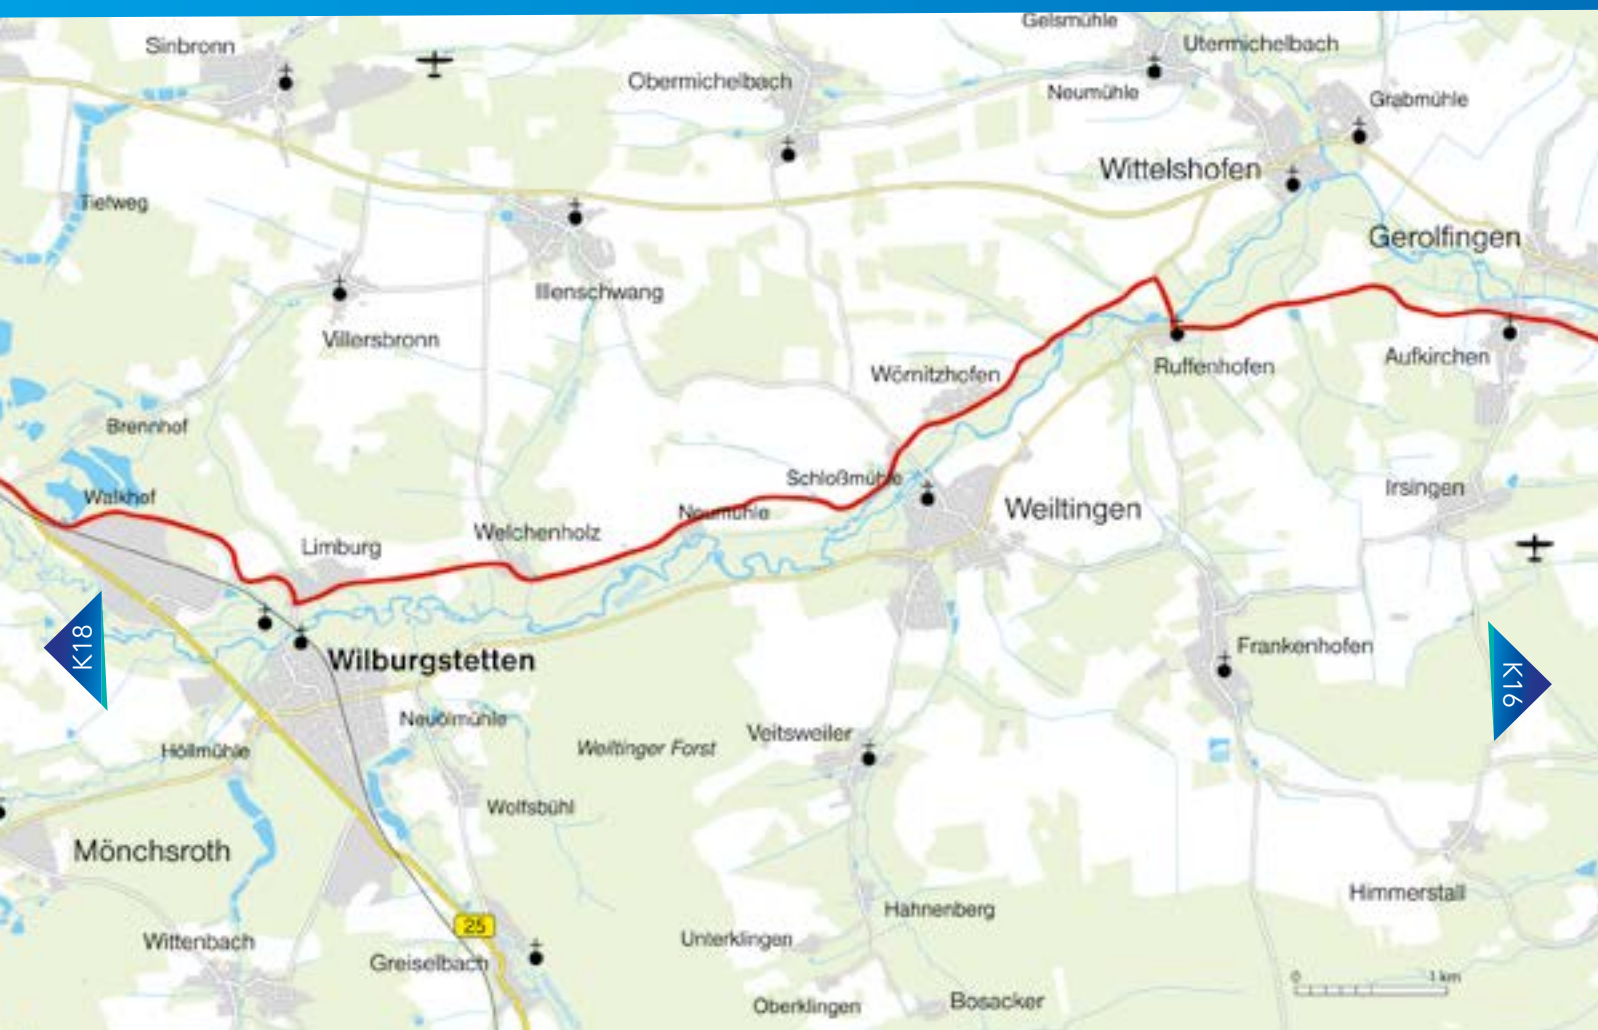 Gelsmühle
Sinbronn
Utermichelbach
Obermichelbach
Neumühle
Grabmühle
Wittelshofen
Tiefweg
Gerolfingen
Illenschwang
Villersbronn
Ruffenhofen
Aufkirchen
Wörnitzhofen
Brennhof
Schloßmühle
Irsingen
Walkhof
Neumühle
Weiltingen
Welchenholz
Limburg
K18
Wilburgstetten
Frankenhofen
K16
Neuölmühle
Weiltinger Forst
Veitsweiler
Höllmühle
Wolfsbühl
Mönchsroth
Himmerstall
Hahnenberg
25
Unterklingen
Wittenbach
Greiselbach
0 1 km
Oberklingen
Bosacker